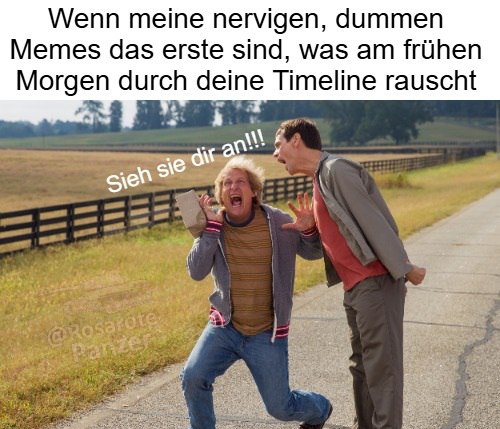 Wenn meine nervigen, dummen
Memes das erste sind, was am frühen
Morgen durch deine Timeline rauscht
Sieh sie dir an!!!
@Rosarote
Panzer